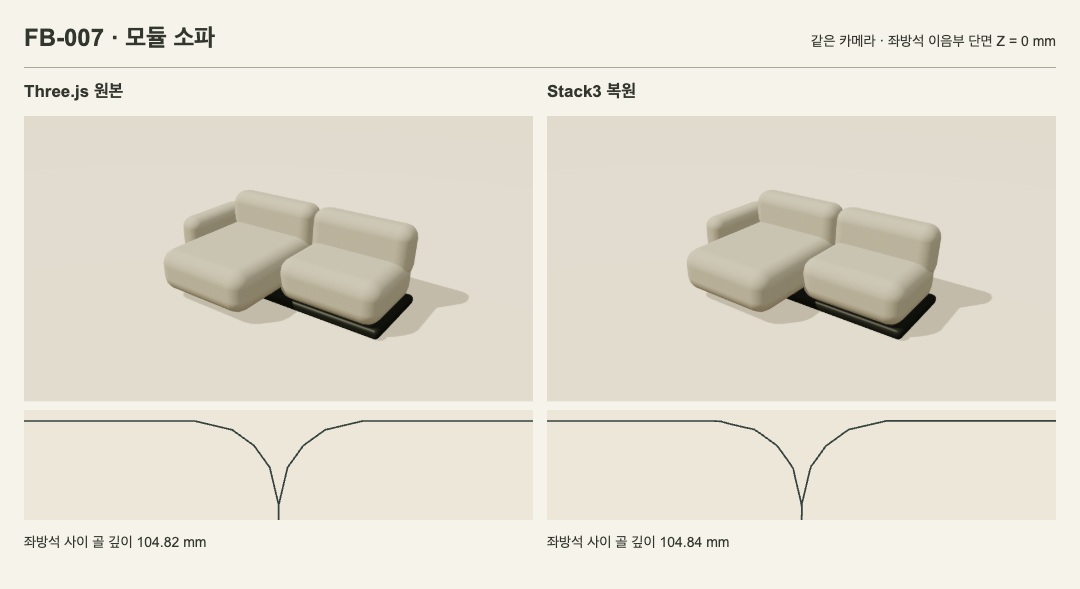 FB-007 · 모듈 소파
같은 카메라 · 좌방석 이음부 단면 Z = 0 mm
Three.js 원본
Stack3 복원
좌방석 사이 골 깊이 104.82 mm
좌방석 사이 골 깊이 104.84 mm